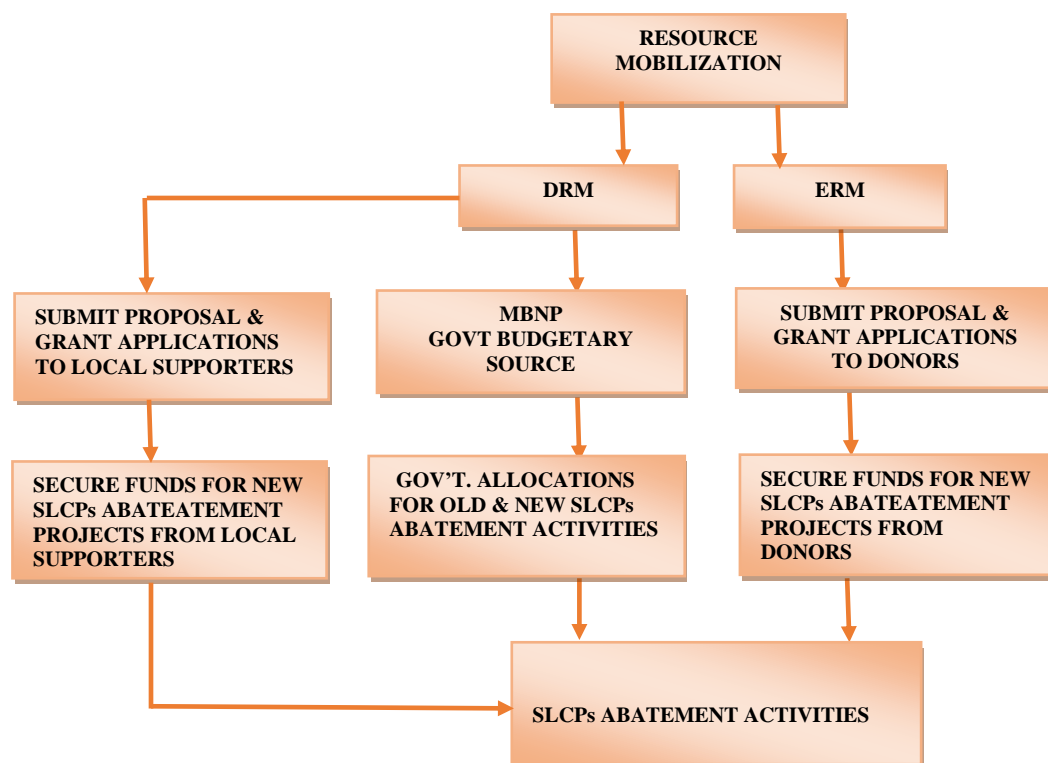 RESOURCE
MOBILIZATION
DRM
ERM
SUBMIT PROPOSAL &
GRANT APPLICATIONS
TO LOCAL SUPPORTERS
MBNP
GOVT BUDGETARY
SOURCE
SUBMIT PROPOSAL &
GRANT APPLICATIONS
TO DONORS
SECURE FUNDS FOR NEW
SLCPs ABATEATEMENT
PROJECTS FROM LOCAL
SUPPORTERS
GOV’T. ALLOCATIONS
FOR OLD & NEW SLCPs
ABATEMENT ACTIVITIES
SECURE FUNDS FOR NEW
SLCPs ABATEATEMENT
PROJECTS FROM
DONORS
SLCPs ABATEMENT ACTIVITIES